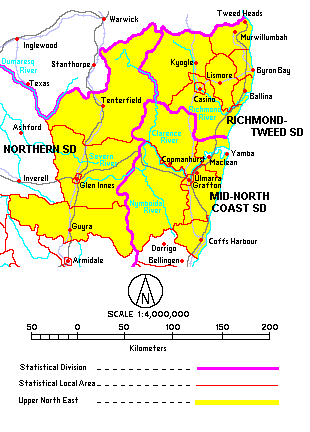 Tweed Heads
Warwick
Murwillumbah
Inglewood
Dumaresq
River
Stanthorpe
Kyogle
Byron Bay
Texas
Lismore
Casino
Ballina
Tenterfield
Richmond
River
RICHMOND-
TWEED SD
Ashford
Clarence
River
NORTHERN SD
Severn
River
Yamba
Copmanhurst
Maclean
Inverell
Glen Innes
Ulmarra
Grafton
MID-NORTH
COAST SD
Nymboida
River
Guyra
Coffs Harbour
Dorrigo
Armidale
Bellingen
N
SCALE 1:4,000,000
50 0 50 100 150 200
Kilometers
Statistical Division
Statistical Local Area
Upper North East